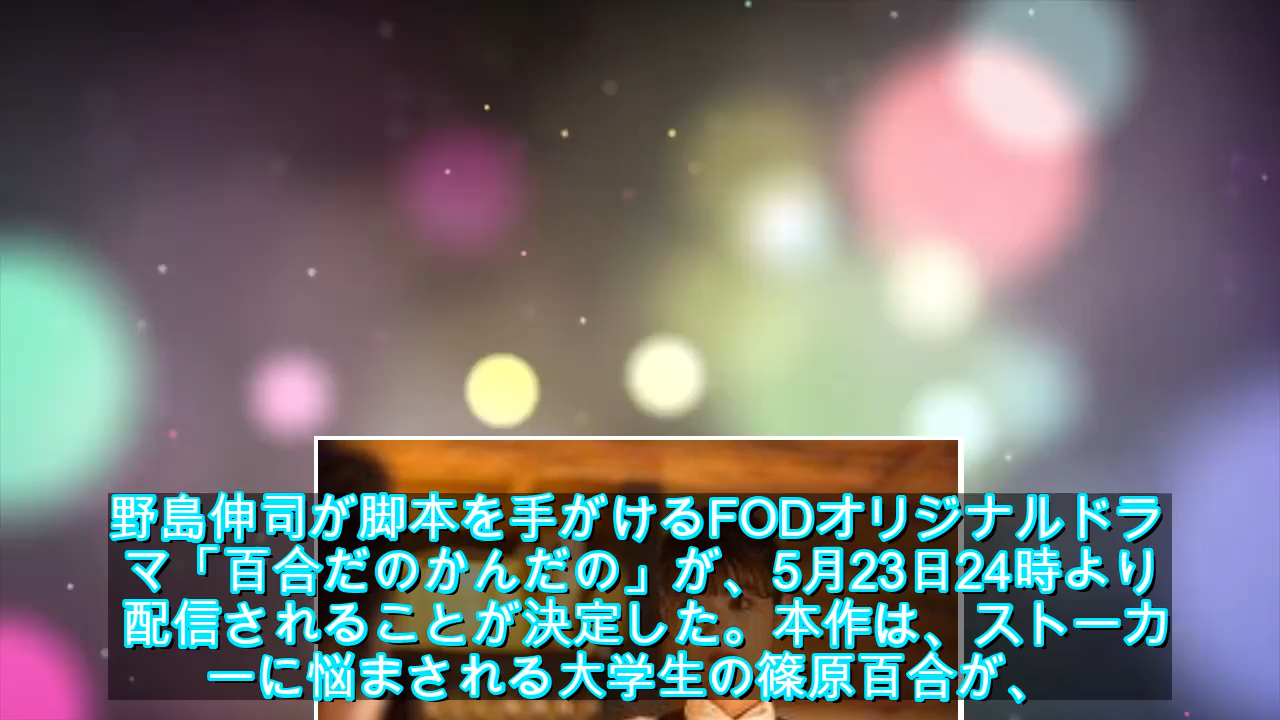 野島伸司が脚本を手がけるFODオリジナルドラ
マ「百合だのかんだの」が、5月23日24時より
配信されることが決定した。本作は、ストーカ
ーに悩まされる大学生の篠原百合が、